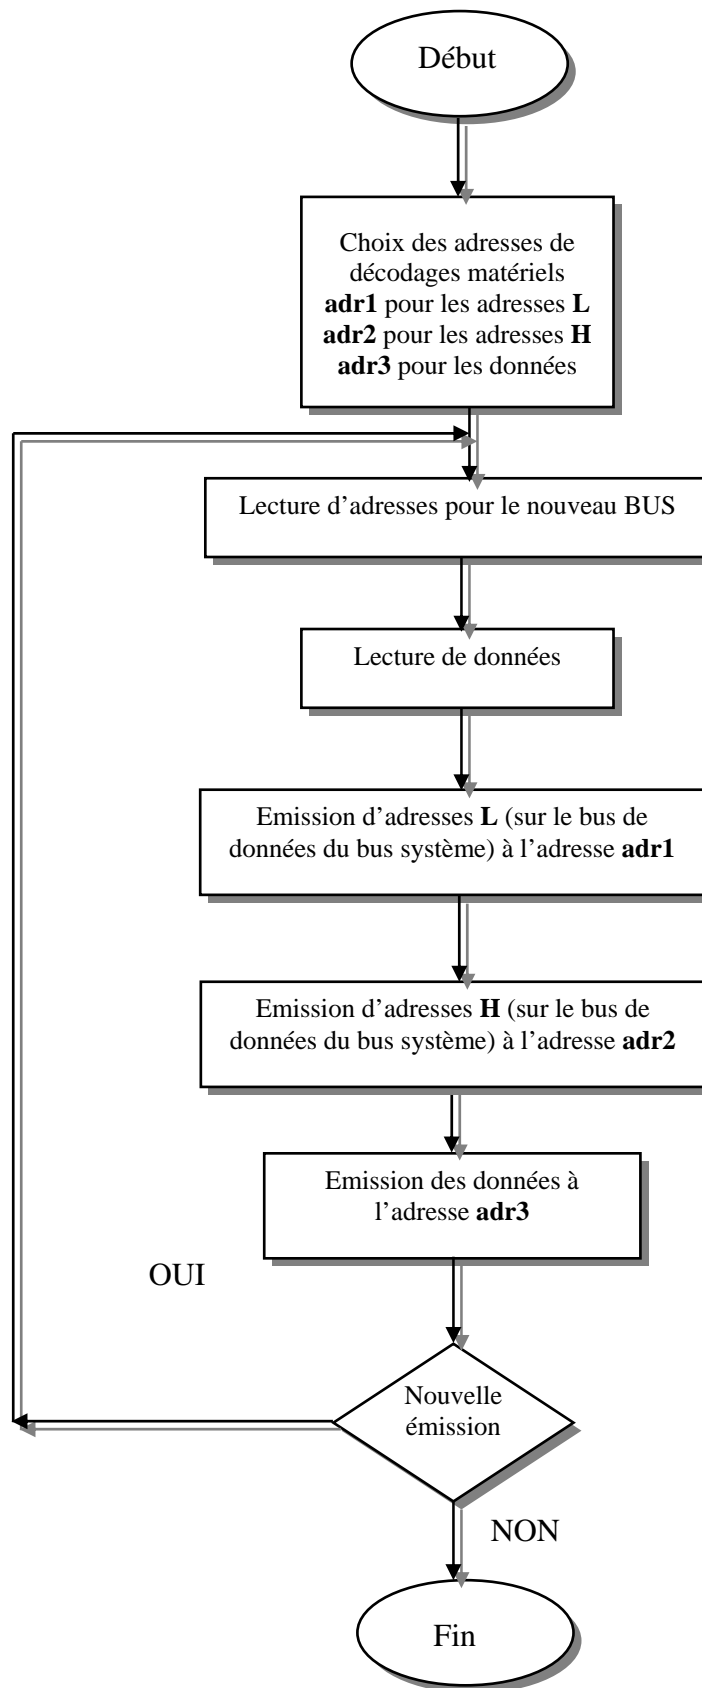 Début
Choix des adresses de
décodages matériels
adr1 pour les adresses L
adr2 pour les adresses H
adr3 pour les données
Lecture d’adresses pour le nouveau BUS
Lecture de données
Emission d’adresses L (sur le bus de
données du bus système) à l’adresse adr1
Emission d’adresses H (sur le bus de
données du bus système) à l’adresse adr2
Emission des données à
l’adresse adr3
OUI
Nouvelle
émission
NON
Fin